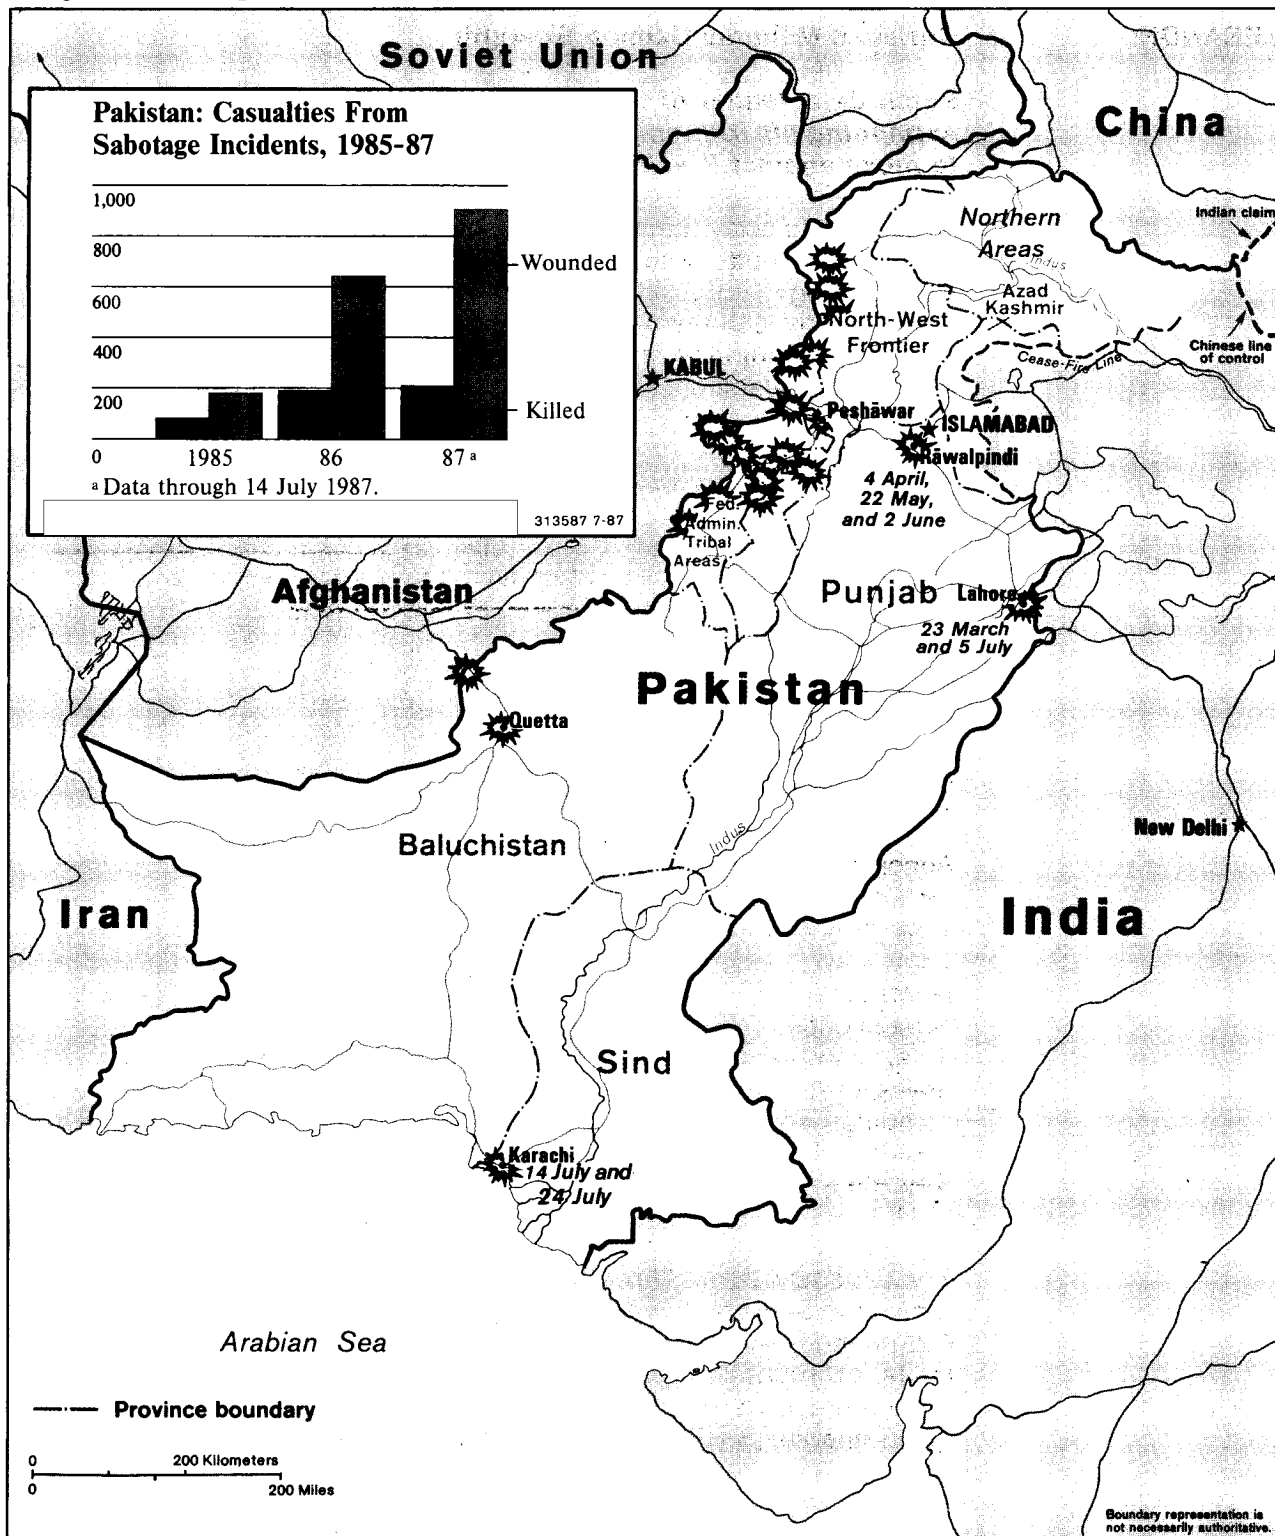 Soviet Union
China
Pakistan: Casualties From
Sabotage Incidents, 1985-87
1,000
800
600
400
200
0
1985
86
87 a
Wounded
Killed
a Data through 14 July 1987.
313587 7-87
Northern
Areas
Indus
Indian claim
Azad
Kashmir
North-West
Frontier
Chinese line
of control
Cease-Fire Line
KABUL
Peshāwar
ISLĀMĀBAD
Rāwalpindi
4 April,
22 May,
and 2 June
Fed.
Admin.
Tribal
Areas
Afghanistan
Punjab
Lahore
23 March
and 5 July
Pakistan
Quetta
New Delhi
Indus
Baluchistan
Iran
India
Sind
Karachi
14 July and
24 July
Arabian Sea
Province boundary
0
200 Kilometers
0
200 Miles
Boundary representation is
not necessarily authoritative.